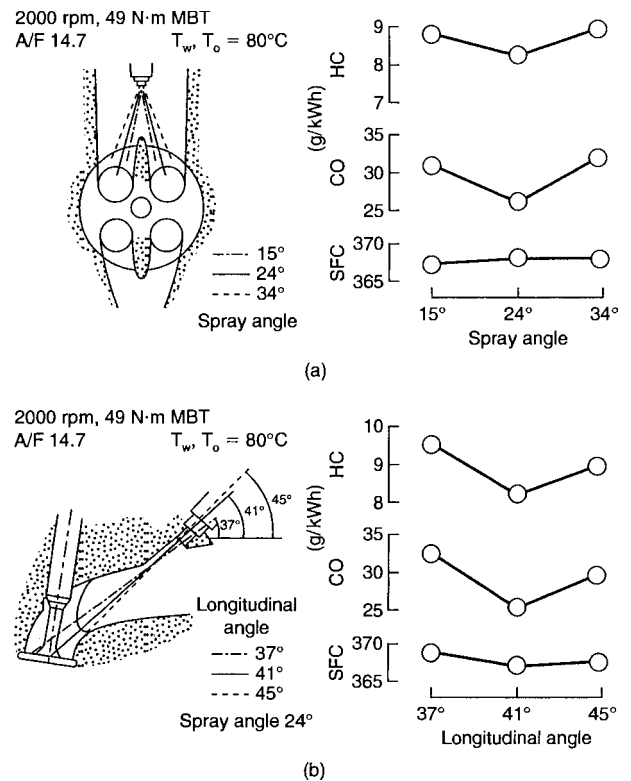 2000 rpm, 49 N·m MBT
A/F 14.7 T_w, T_o = 80°C
15°
24°
34°
Spray angle
(g/kWh)
HC
9
8
7
CO
35
30
25
SFC
370
365
15° 24° 34°
Spray angle
(a)
2000 rpm, 49 N·m MBT
A/F 14.7 T_w, T_o = 80°C
45°
41°
37°
Longitudinal
angle
37°
41°
45°
Spray angle 24°
(g/kWh)
HC
10
9
8
CO
35
30
25
SFC
370
365
37° 41° 45°
Longitudinal angle
(b)